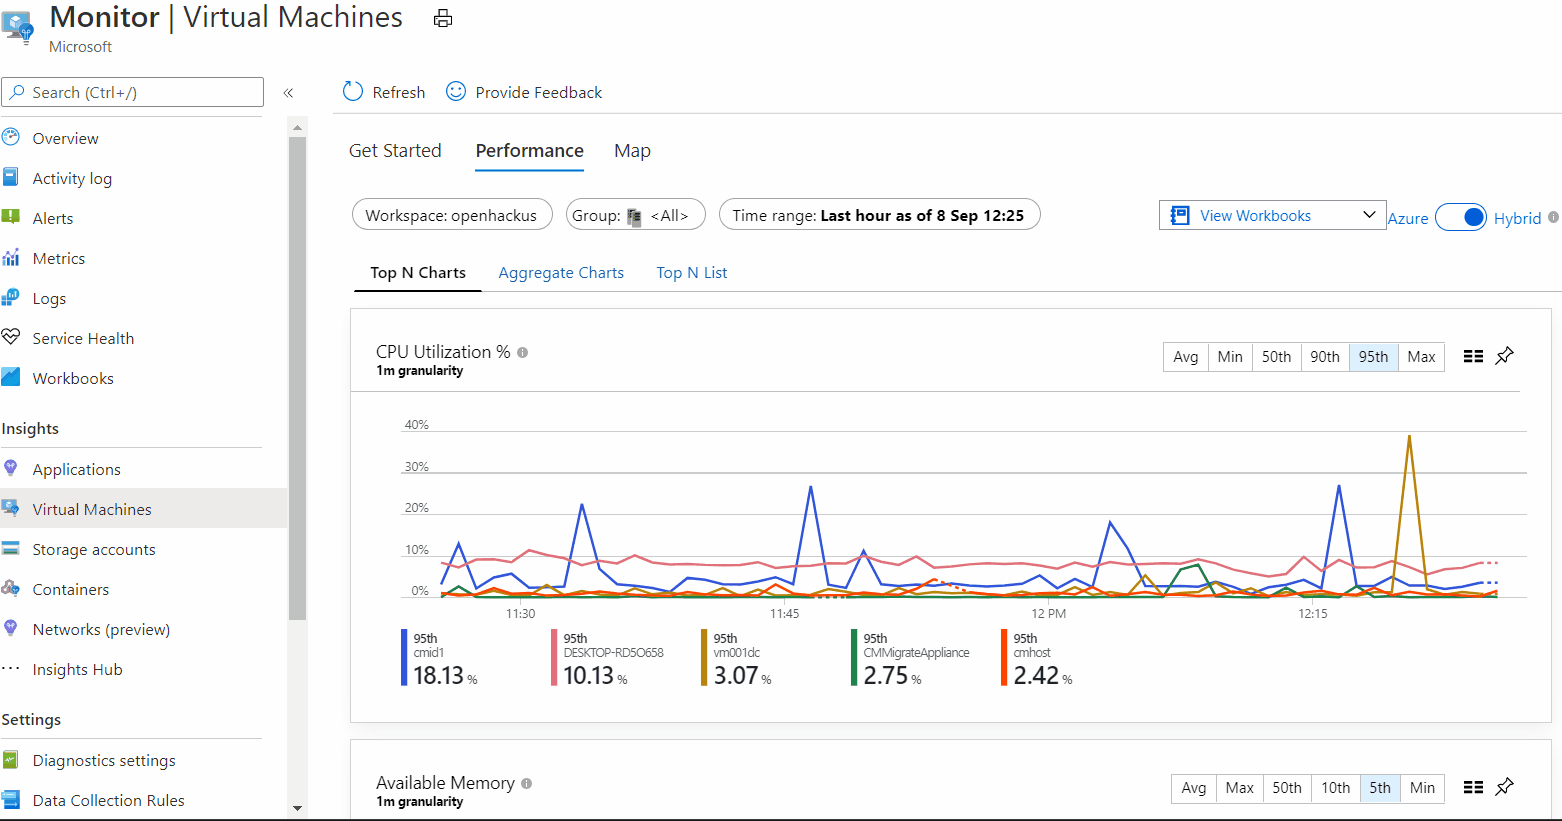 Monitor | Virtual Machines
Microsoft
Search (Ctrl+/)
«
Refresh
Provide Feedback
Overview
Activity log
Alerts
Metrics
Logs
Service Health
Workbooks
Insights
Applications
Virtual Machines
Storage accounts
Containers
Networks (preview)
Insights Hub
Settings
Diagnostics settings
Data Collection Rules
Get Started
Performance
Map
Workspace: openhackus
Group: <All>
Time range: Last hour as of 8 Sep 12:25
View Workbooks
Azure
Hybrid
Top N Charts
Aggregate Charts
Top N List
CPU Utilization %
1m granularity
Avg Min 50th 90th 95th Max
40%
30%
20%
10%
0%
11:30 11:45 12 PM 12:15
95th
cmid1
18.13 %
95th
DESKTOP-RD5O658
10.13 %
95th
vm001dc
3.07 %
95th
CMMigrateAppliance
2.75 %
95th
cmhost
2.42 %
Available Memory
1m granularity
Avg Max 50th 10th 5th Min